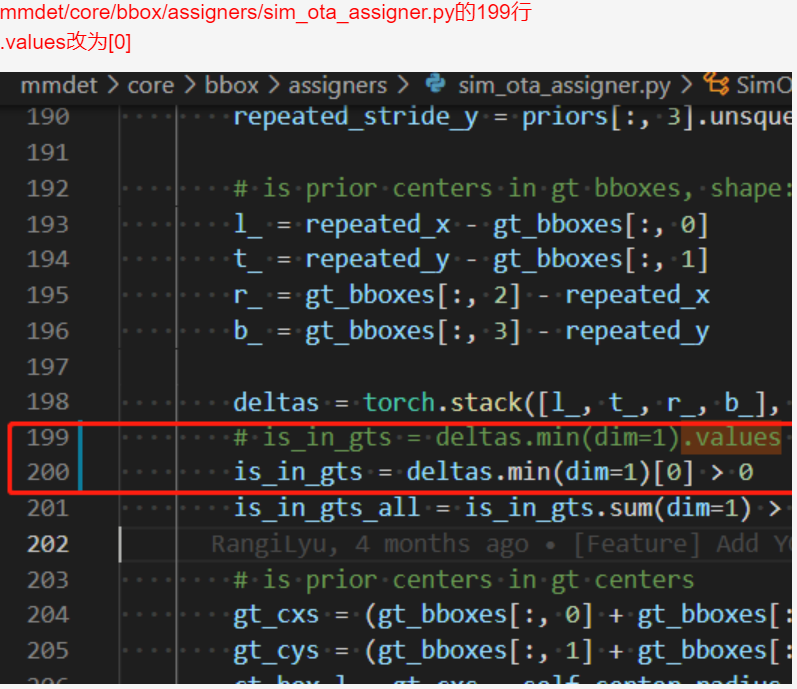 mmdet/core/bbox/assigners/sim_ota_assigner.py的199行
.values改为[0]
mmdet > core > bbox > assigners > sim_ota_assigner.py > SimO
190 repeated_stride_y = priors[:, 3].unsque
191
192 # is prior centers in gt bboxes, shape:
193 l_ = repeated_x - gt_bboxes[:, 0]
194 t_ = repeated_y - gt_bboxes[:, 1]
195 r_ = gt_bboxes[:, 2] - repeated_x
196 b_ = gt_bboxes[:, 3] - repeated_y
197
198 deltas = torch.stack([l_, t_, r_, b_],
199 # is_in_gts = deltas.min(dim=1).values
200 is_in_gts = deltas.min(dim=1)[0] > 0
201 is_in_gts_all = is_in_gts.sum(dim=1) >
202 RangiLyu, 4 months ago • [Feature] Add YO
203 # is prior centers in gt centers
204 gt_cxs = (gt_bboxes[:, 0] + gt_bboxes[:
205 gt_cys = (gt_bboxes[:, 1] + gt_bboxes[: